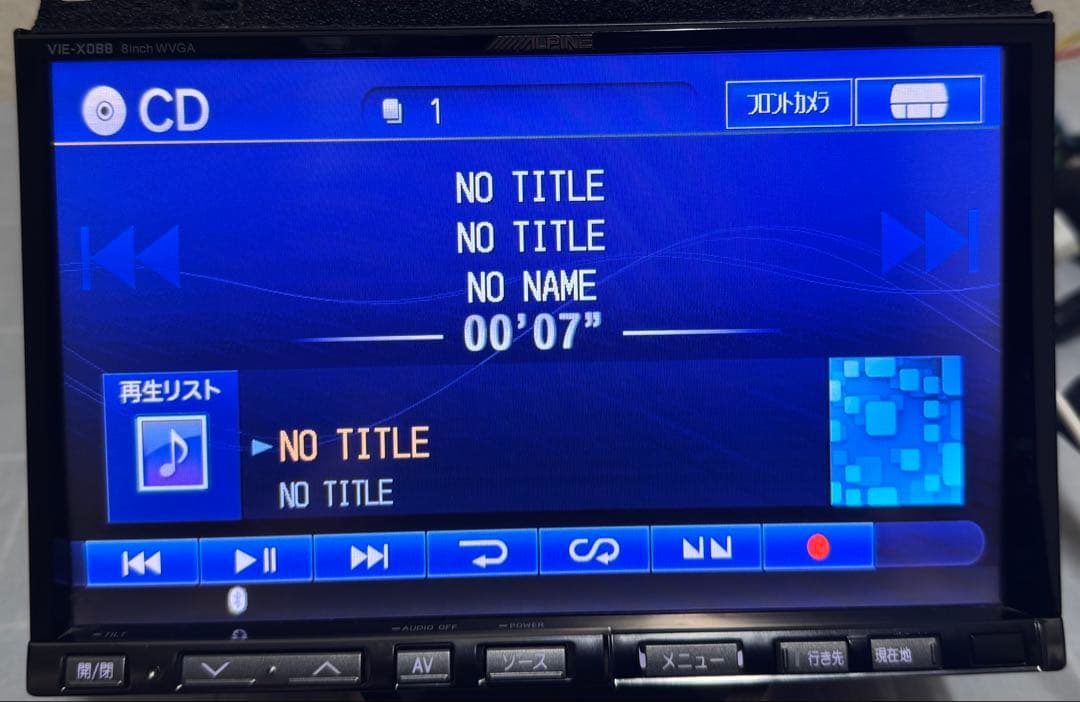 VIE-X088 8inch WVGA
ALPINE
CD
1
フロントカメラ
NO TITLE
NO TITLE
NO NAME
00'07”
再生リスト
NO TITLE
NO TITLE
TILT
AUDIO OFF
POWER
開/閉
AV
ソース
メニュー
行き先
現在地